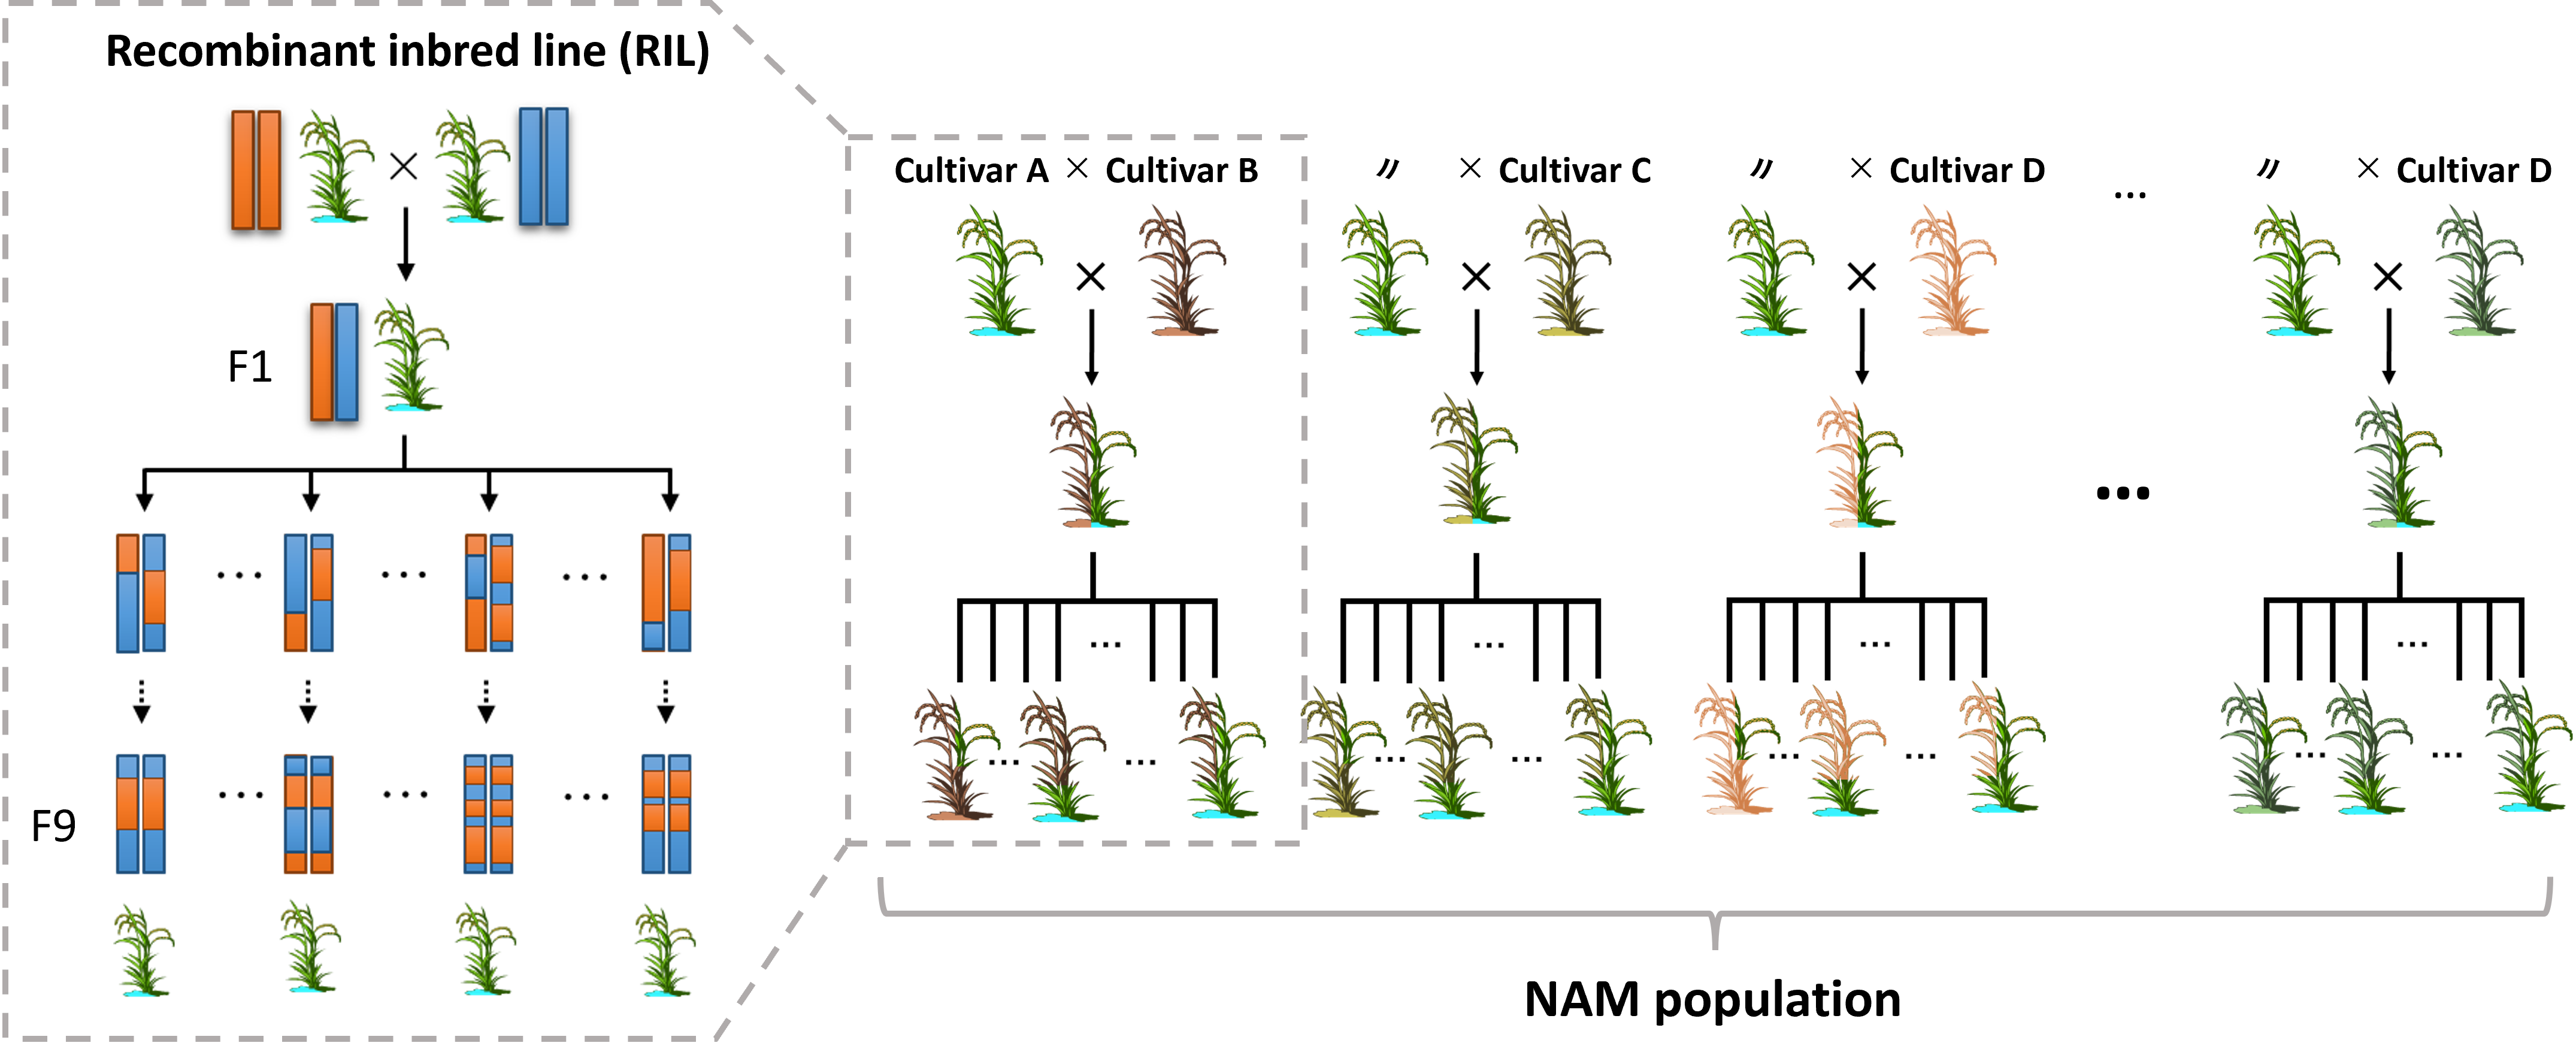 Recombinant inbred line (RIL)
F1
F9
Cultivar A × Cultivar B
〃 × Cultivar C
〃 × Cultivar D
...
〃 × Cultivar D
NAM population